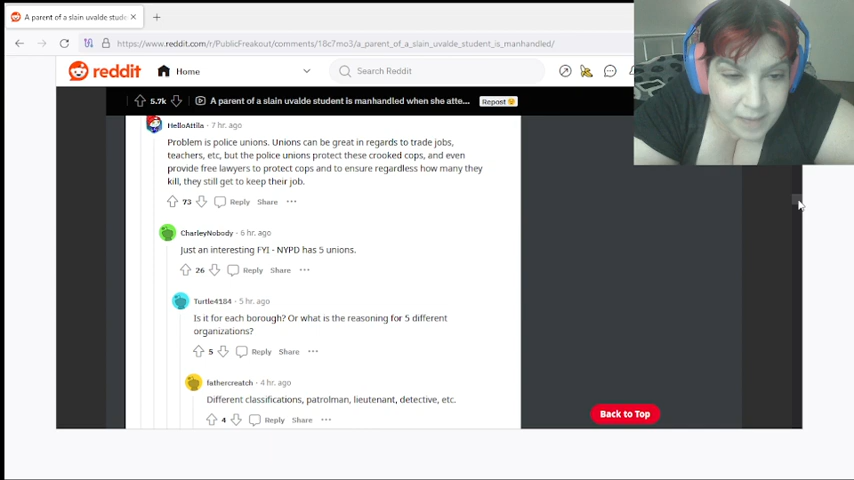 A parent of a slain uvalde stude
https://www.reddit.com/r/PublicFreakout/comments/18c7mo3/a_parent_of_a_slain_uvalde_student_is_manhandled/
reddit Home Search Reddit
5.7k A parent of a slain uvalde student is manhandled when she atte... Repost
HelloAttila · 7 hr. ago
Problem is police unions. Unions can be great in regards to trade jobs,
teachers, etc, but the police unions protect these crooked cops, and even
provide free lawyers to protect cops and to ensure regardless how many they
kill, they still get to keep their job.
73 Reply Share ...
CharleyNobody · 6 hr. ago
Just an interesting FYI - NYPD has 5 unions.
26 Reply Share ...
Turtle4184 · 5 hr. ago
Is it for each borough? Or what is the reasoning for 5 different
organizations?
5 Reply Share ...
fathercreatch · 4 hr. ago
Different classifications, patrolman, lieutenant, detective, etc.
4 Reply Share ...
Back to Top